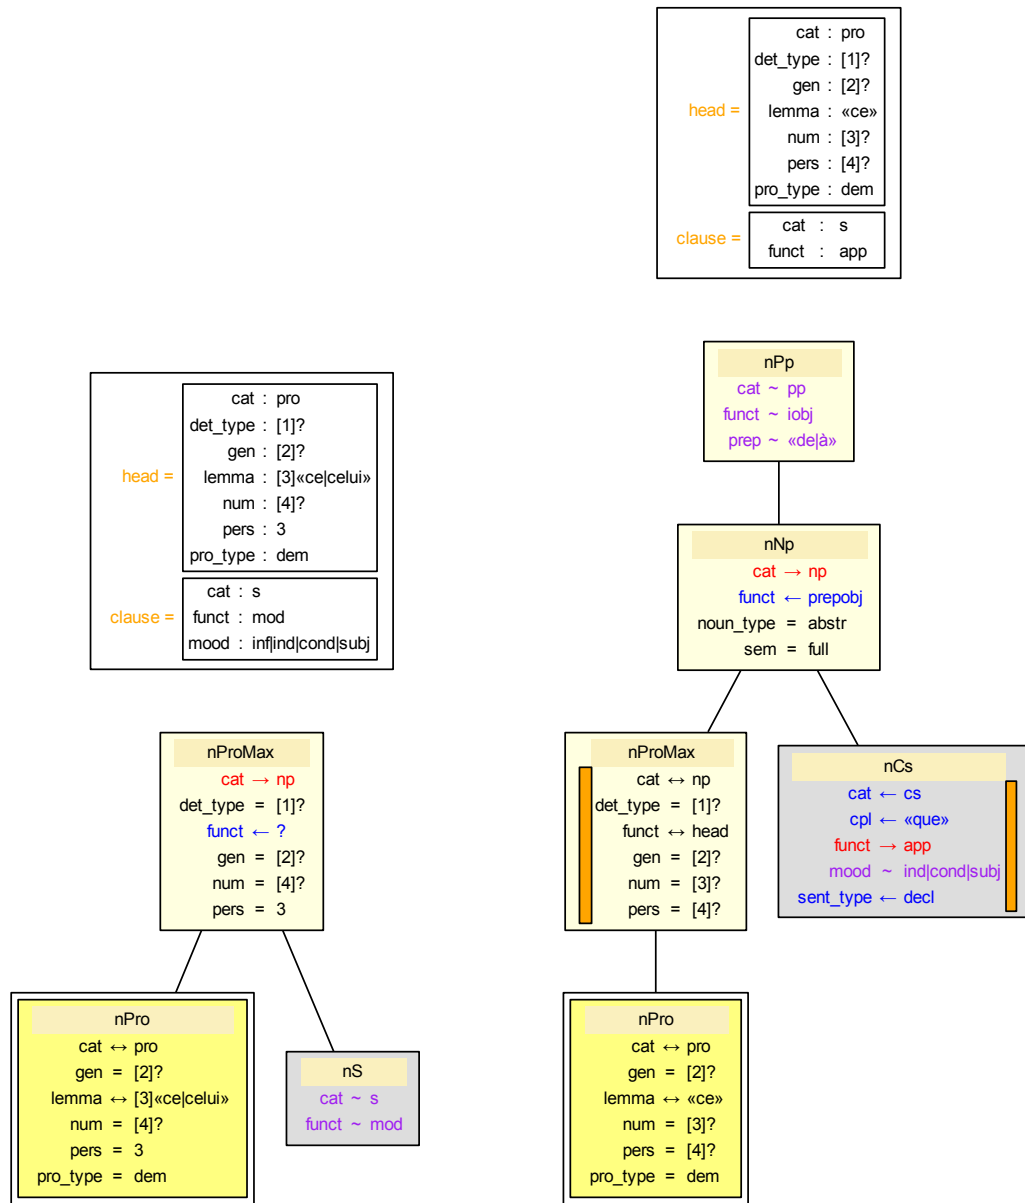 head =
cat : pro
det_type : [1]?
gen : [2]?
lemma : «ce»
num : [3]?
pers : [4]?
pro_type : dem
clause =
cat : s
funct : app
nPp
cat ~ pp
funct ~ iobj
prep ~ «de|à»
head =
cat : pro
det_type : [1]?
gen : [2]?
lemma : [3]«ce|celui»
num : [4]?
pers : 3
pro_type : dem
clause =
cat : s
funct : mod
mood : inf|ind|cond|subj
nNp
cat → np
funct ← prepobj
noun_type = abstr
sem = full
nProMax
cat → np
det_type = [1]?
funct ← ?
gen = [2]?
num = [4]?
pers = 3
nProMax
cat ↔ np
det_type = [1]?
funct ↔ head
gen = [2]?
num = [3]?
pers = [4]?
nCs
cat ← cs
cpl ← «que»
funct → app
mood ~ ind|cond|subj
sent_type ← decl
nPro
cat ↔ pro
gen = [2]?
lemma ↔ [3]«ce|celui»
num = [4]?
pers = 3
pro_type = dem
nS
cat ~ s
funct ~ mod
nPro
cat ↔ pro
gen = [2]?
lemma ↔ «ce»
num = [3]?
pers = [4]?
pro_type = dem